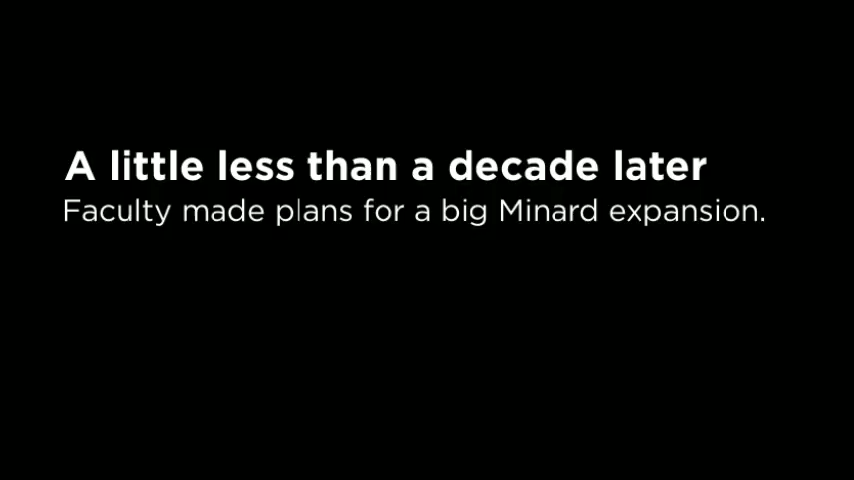 A little less than a decade later
Faculty made plans for a big Minard expansion.